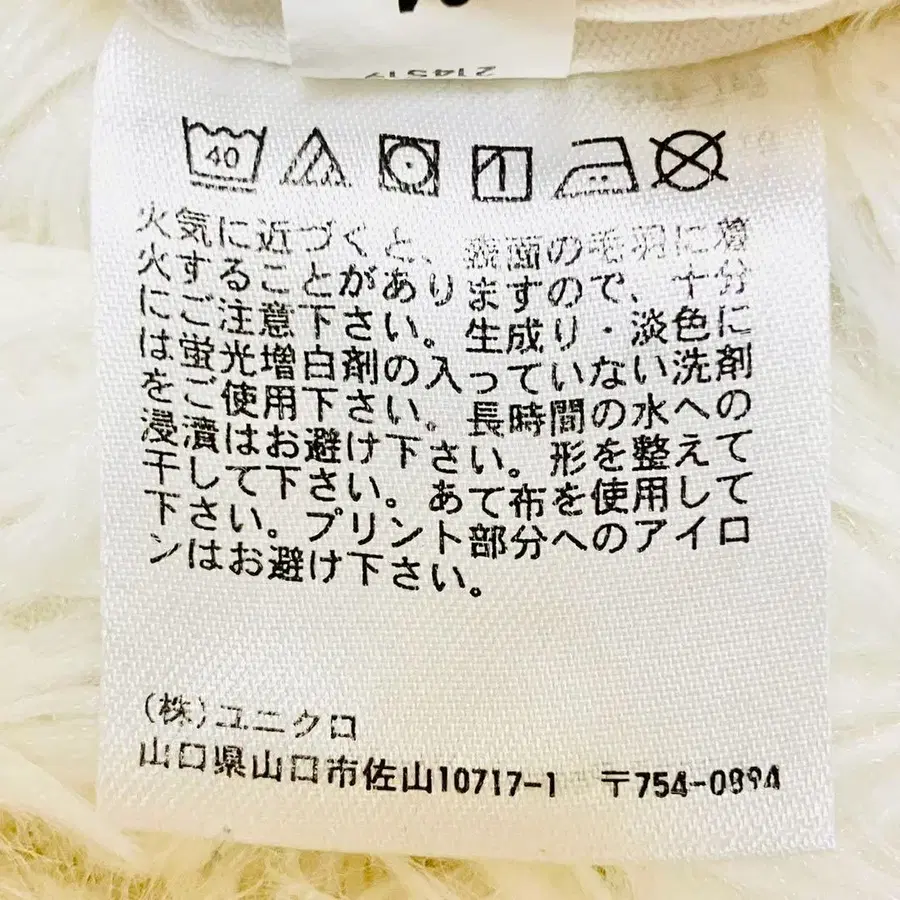 214517
40
火気に近づくと、表面の毛羽に着
火することがありますので、十分
にご注意下さい。生成り・淡色に
は蛍光増白剤の入っていない洗剤
をご使用下さい。長時間の水への
浸漬はお避け下さい。形を整えて
干して下さい。あて布を使用して
下さい。プリント部分へのアイロ
ンはお避け下さい。
(株)ユニクロ
山口県山口市佐山10717-1 〒754-0894